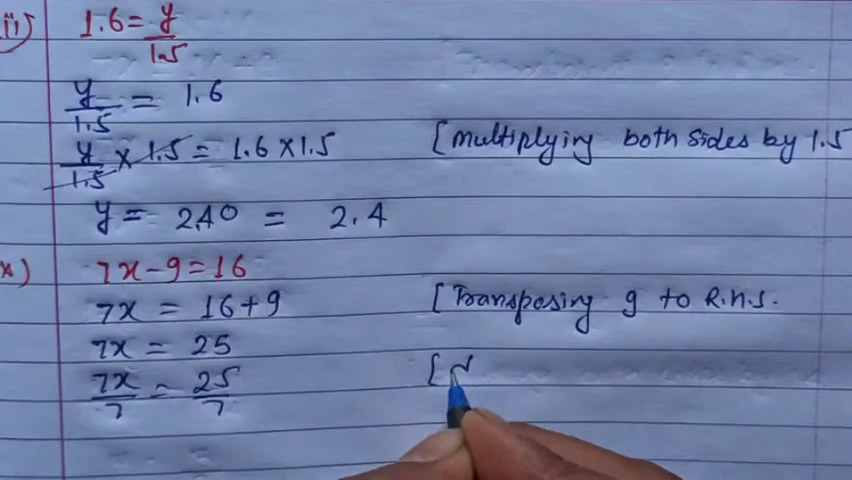 ii) 1.6 = y/1.5
y/1.5 = 1.6
y/1.5 × 1.5 = 1.6 × 1.5 [Multiplying both sides by 1.5
y = 2.40 = 2.4
x) 7x - 9 = 16
7x = 16 + 9 [Transposing 9 to R.H.S.
7x = 25
7x/7 = 25/7 [